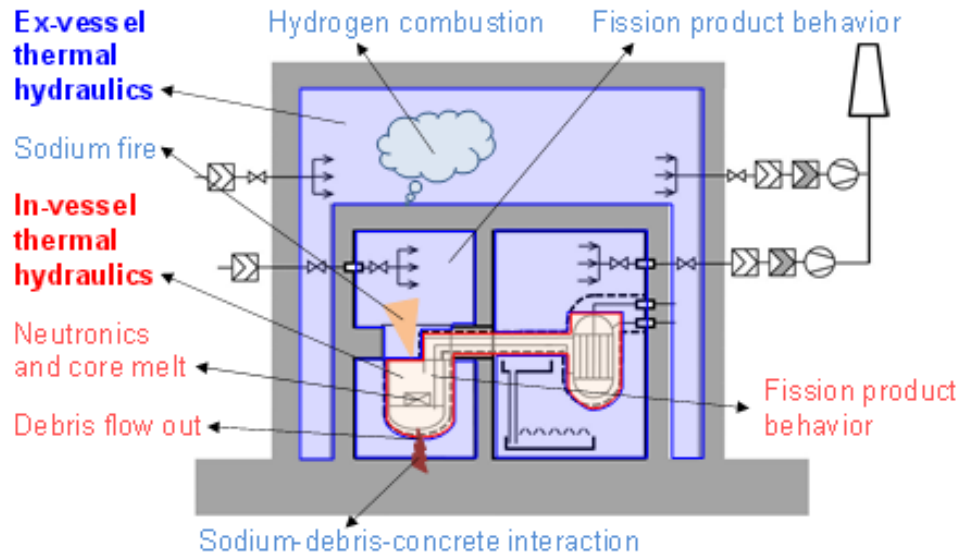 Ex-vessel
thermal
hydraulics
Hydrogen combustion
Fission product behavior
Sodium fire
In-vessel
thermal
hydraulics
Neutronics
and core melt
Debris flow out
Fission product
behavior
Sodium-debris-concrete interaction